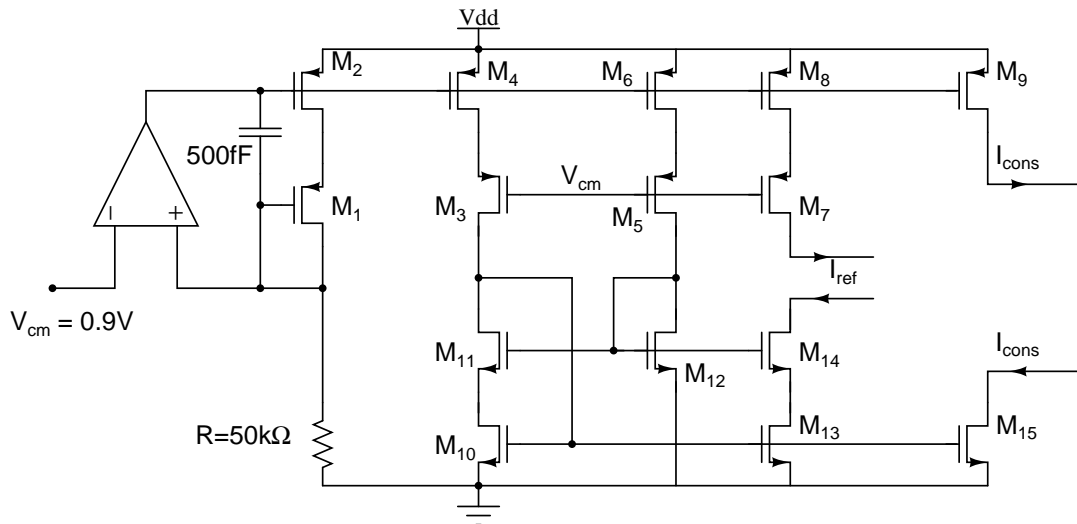 Vdd
M2
M4
M6
M8
M9
500fF
Vcm
Icons
M1
M3
M5
M7
Iref
Vcm = 0.9V
M11
M12
M14
Icons
R=50kΩ
M10
M13
M15